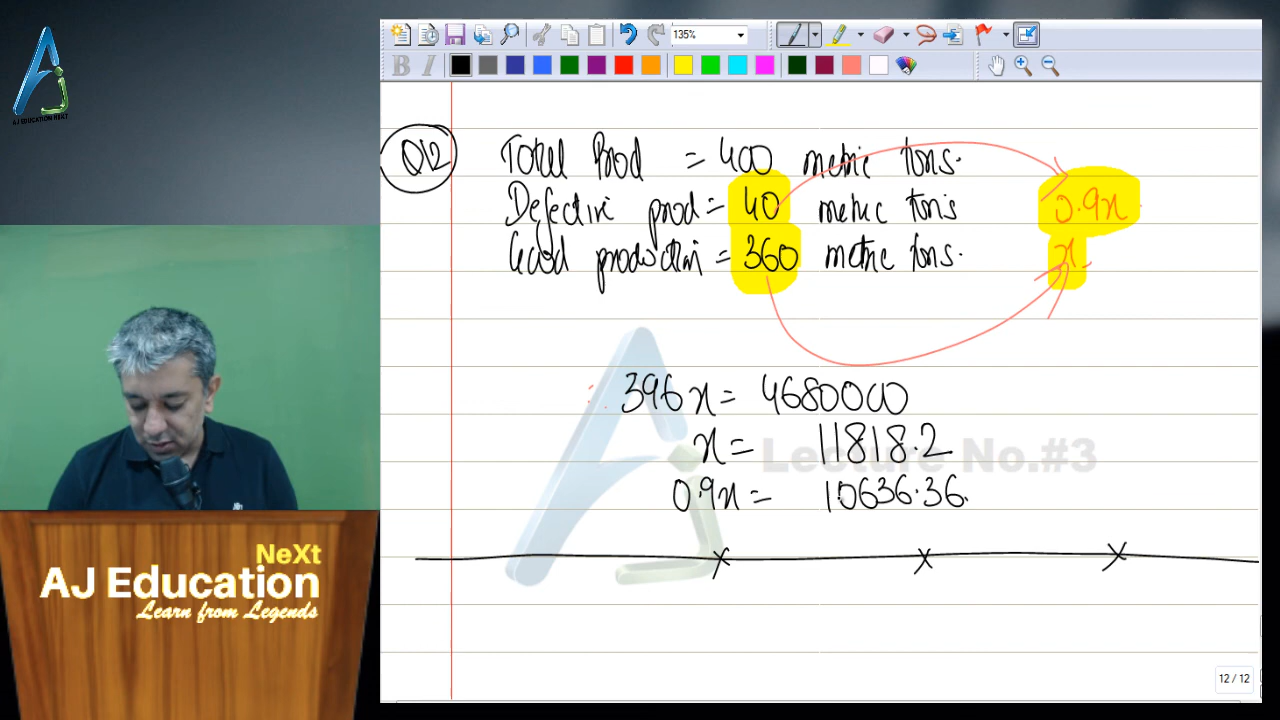 AJ EDUCATION NEXT
135%
B I
Q12
Total Prod = 400 metric tons.
Defective prod = 40 metric tons 0.9x
Good production = 360 metric tons. x
396x = 4680000
x = 11818.2
Lecture No.#3
0.9x = 10636.36.
NeXt
AJ Education
Learn from Legends
12 / 12